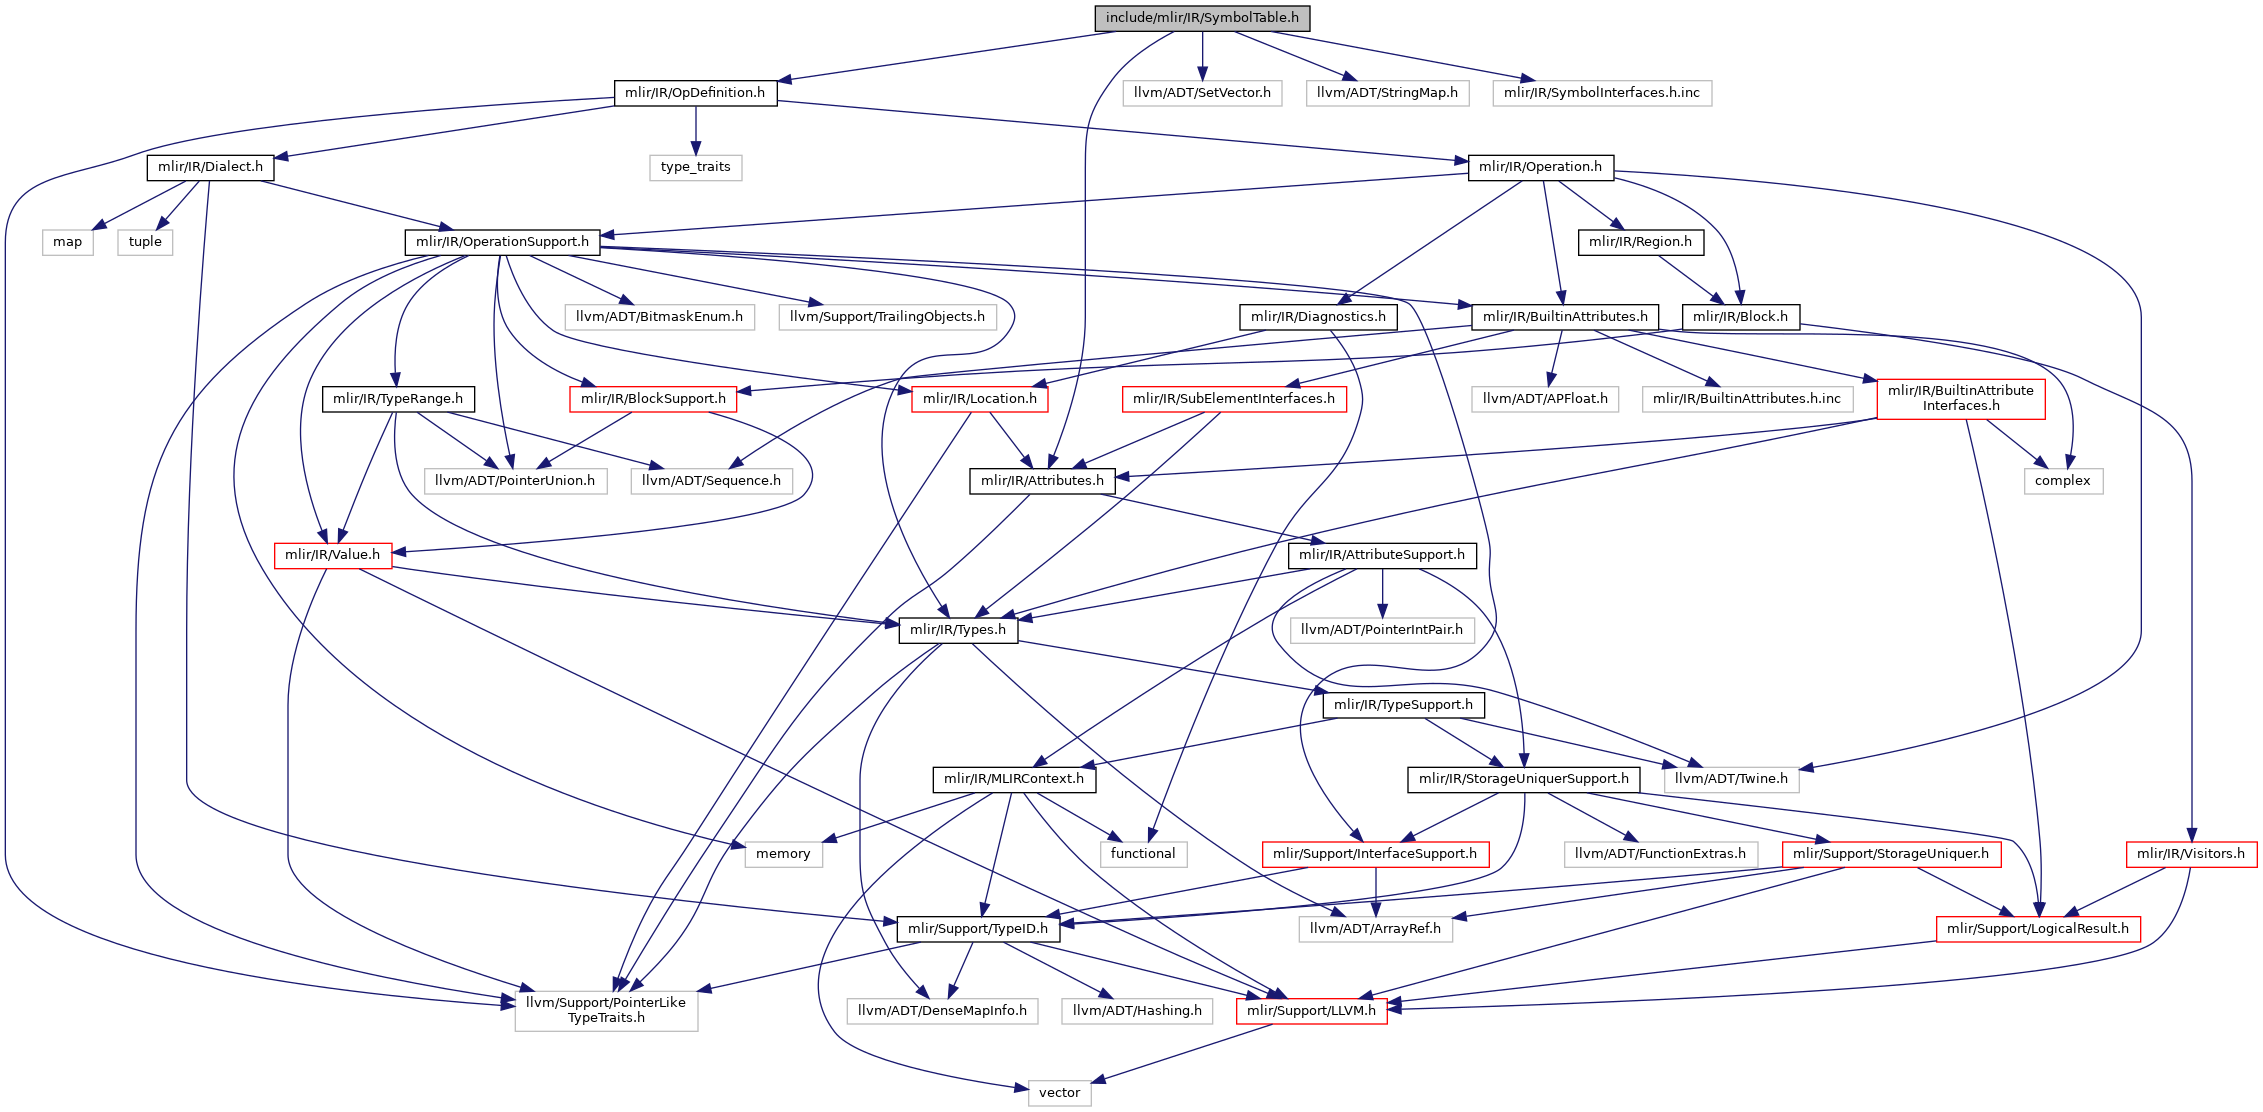 include/mlir/IR/SymbolTable.h
mlir/IR/OpDefinition.h
llvm/ADT/SetVector.h
llvm/ADT/StringMap.h
mlir/IR/SymbolInterfaces.h.inc
mlir/IR/Dialect.h
type_traits
mlir/IR/Operation.h
map
tuple
mlir/IR/OperationSupport.h
mlir/IR/Region.h
llvm/ADT/BitmaskEnum.h
llvm/Support/TrailingObjects.h
mlir/IR/Diagnostics.h
mlir/IR/BuiltinAttributes.h
mlir/IR/Block.h
mlir/IR/TypeRange.h
mlir/IR/BlockSupport.h
mlir/IR/Location.h
mlir/IR/SubElementInterfaces.h
llvm/ADT/APFloat.h
mlir/IR/BuiltinAttributes.h.inc
mlir/IR/BuiltinAttribute
Interfaces.h
llvm/ADT/PointerUnion.h
llvm/ADT/Sequence.h
mlir/IR/Attributes.h
complex
mlir/IR/Value.h
mlir/IR/AttributeSupport.h
mlir/IR/Types.h
llvm/ADT/PointerIntPair.h
mlir/IR/TypeSupport.h
mlir/IR/MLIRContext.h
mlir/IR/StorageUniquerSupport.h
llvm/ADT/Twine.h
memory
functional
mlir/Support/InterfaceSupport.h
llvm/ADT/FunctionExtras.h
mlir/Support/StorageUniquer.h
mlir/IR/Visitors.h
mlir/Support/TypeID.h
llvm/ADT/ArrayRef.h
mlir/Support/LogicalResult.h
llvm/Support/PointerLike
TypeTraits.h
llvm/ADT/DenseMapInfo.h
llvm/ADT/Hashing.h
mlir/Support/LLVM.h
vector